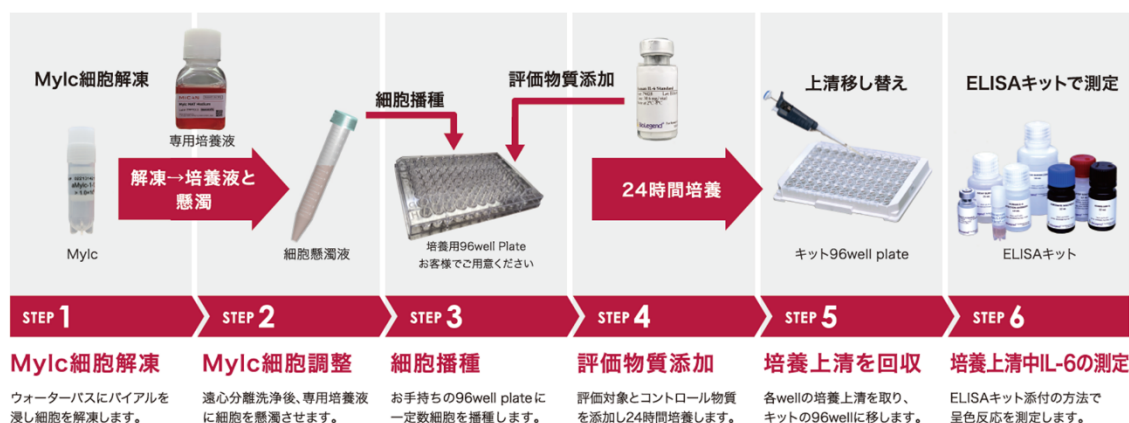 Mylc細胞解凍
専用培養液
Mylc
解凍→培養液と
懸濁
細胞懸濁液
細胞播種
培養用96well Plate
お客様でご用意ください
評価物質添加
24時間培養
上清移し替え
キット96well plate
ELISAキットで測定
ELISAキット
STEP 1
STEP 2
STEP 3
STEP 4
STEP 5
STEP 6
Mylc細胞解凍
ウォーターバスにバイアルを
浸し細胞を解凍します。
Mylc細胞調整
遠心分離洗浄後、専用培養液
に細胞を懸濁させます。
細胞播種
お手持ちの96well plateに
一定数細胞を播種します。
評価物質添加
評価対象とコントロール物質
を添加し24時間培養します。
培養上清を回収
各wellの培養上清を取り、
キットの96wellに移します。
培養上清中IL-6の測定
ELISAキット添付の方法で
呈色反応を測定します。